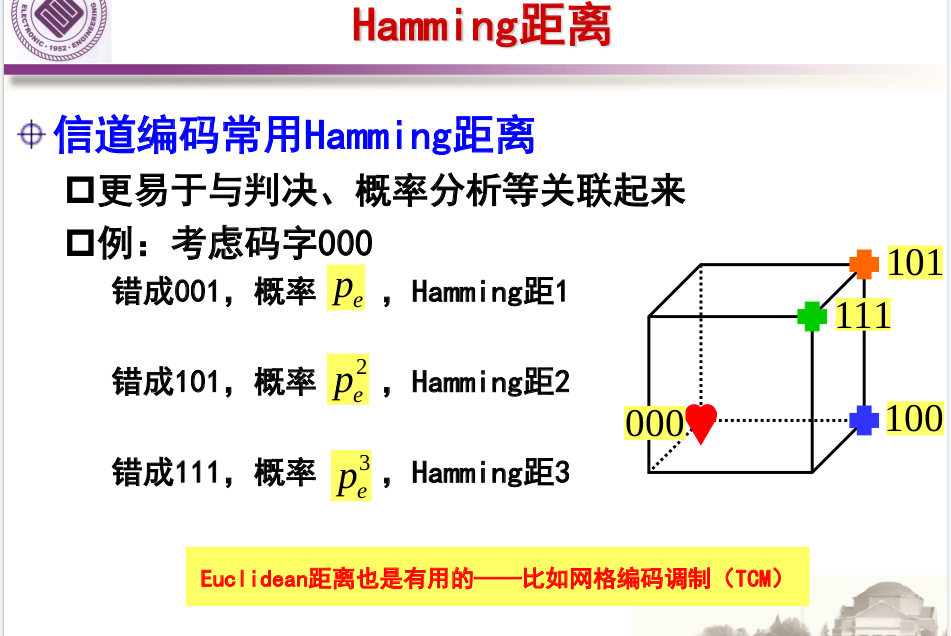 ELECTRONIC · 1952 · ENGINEERING
Hamming距离
信道编码常用Hamming距离
更易于与判决、概率分析等关联起来
例：考虑码字000
错成001，概率 pₑ ，Hamming距1
错成101，概率 pₑ² ，Hamming距2
错成111，概率 pₑ³ ，Hamming距3
101
111
000
100
Euclidean距离也是有用的——比如网格编码调制（TCM）